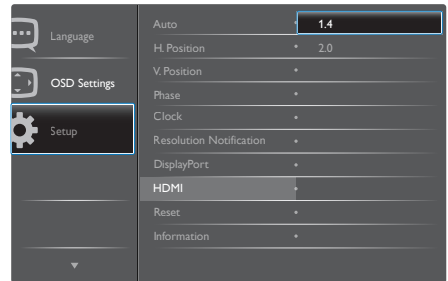 Language
OSD Settings
Setup
Auto
H. Position
V. Position
Phase
Clock
Resolution Notification
DisplayPort
HDMI
Reset
Information
1.4
2.0